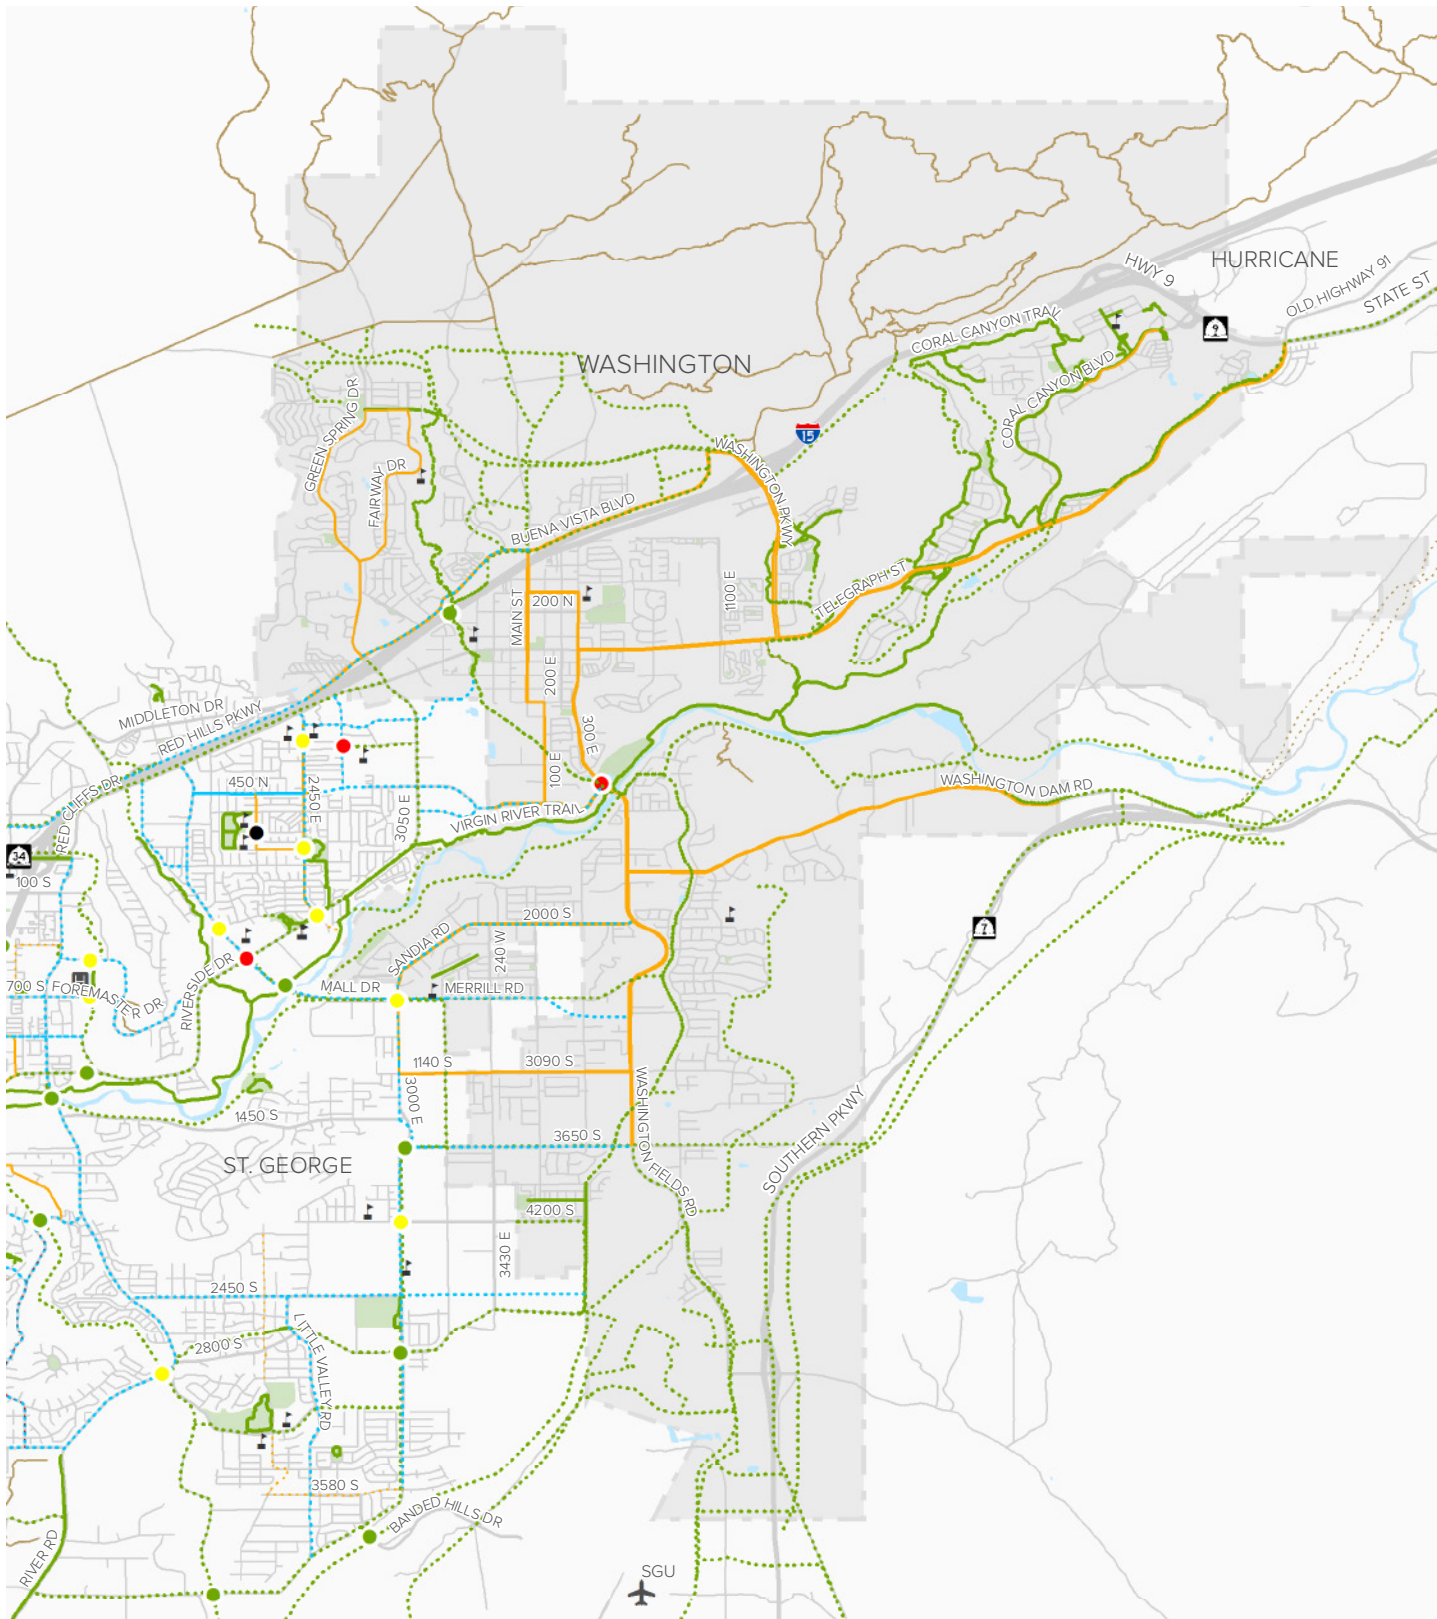 HWY 9
HURRICANE
OLD HIGHWAY 91
STATE ST
9
CORAL CANYON TRAIL
WASHINGTON
CORAL CANYON BLVD
GREEN SPRING DR
15
WASHINGTON PKWY
FAIRWAY DR
BUENA VISTA BLVD
1100 E
TELEGRAPH ST
200 N
MAIN ST
200 E
MIDDLETON DR
RED HILLS PKWY
300 E
100 E
450 N
2450 E
3050 E
RED CLIFFS DR
VIRGIN RIVER TRAIL
WASHINGTON DAM RD
34
100 S
2000 S
7
SANDIA RD
240 W
RIVERSIDE DR
700 S
FOREMASTER DR
MALL DR
MERRILL RD
1140 S
3090 S
3000 E
WASHINGTON FIELDS RD
1450 S
3650 S
SOUTHERN PKWY
ST. GEORGE
4200 S
3430 E
2450 S
2800 S
LITTLE VALLEY RD
3580 S
BANDED HILLS DR
RIVER RD
SGU